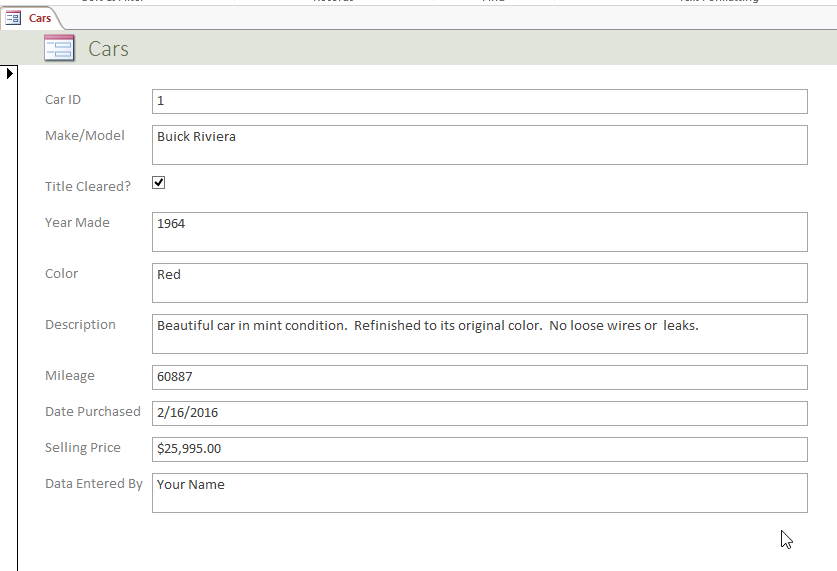 Cars
Cars
Car ID 1
Make/Model Buick Riviera
Title Cleared?
Year Made 1964
Color Red
Description Beautiful car in mint condition.  Refinished to its original color.  No loose wires or  leaks.
Mileage 60887
Date Purchased 2/16/2016
Selling Price $25,995.00
Data Entered By Your Name